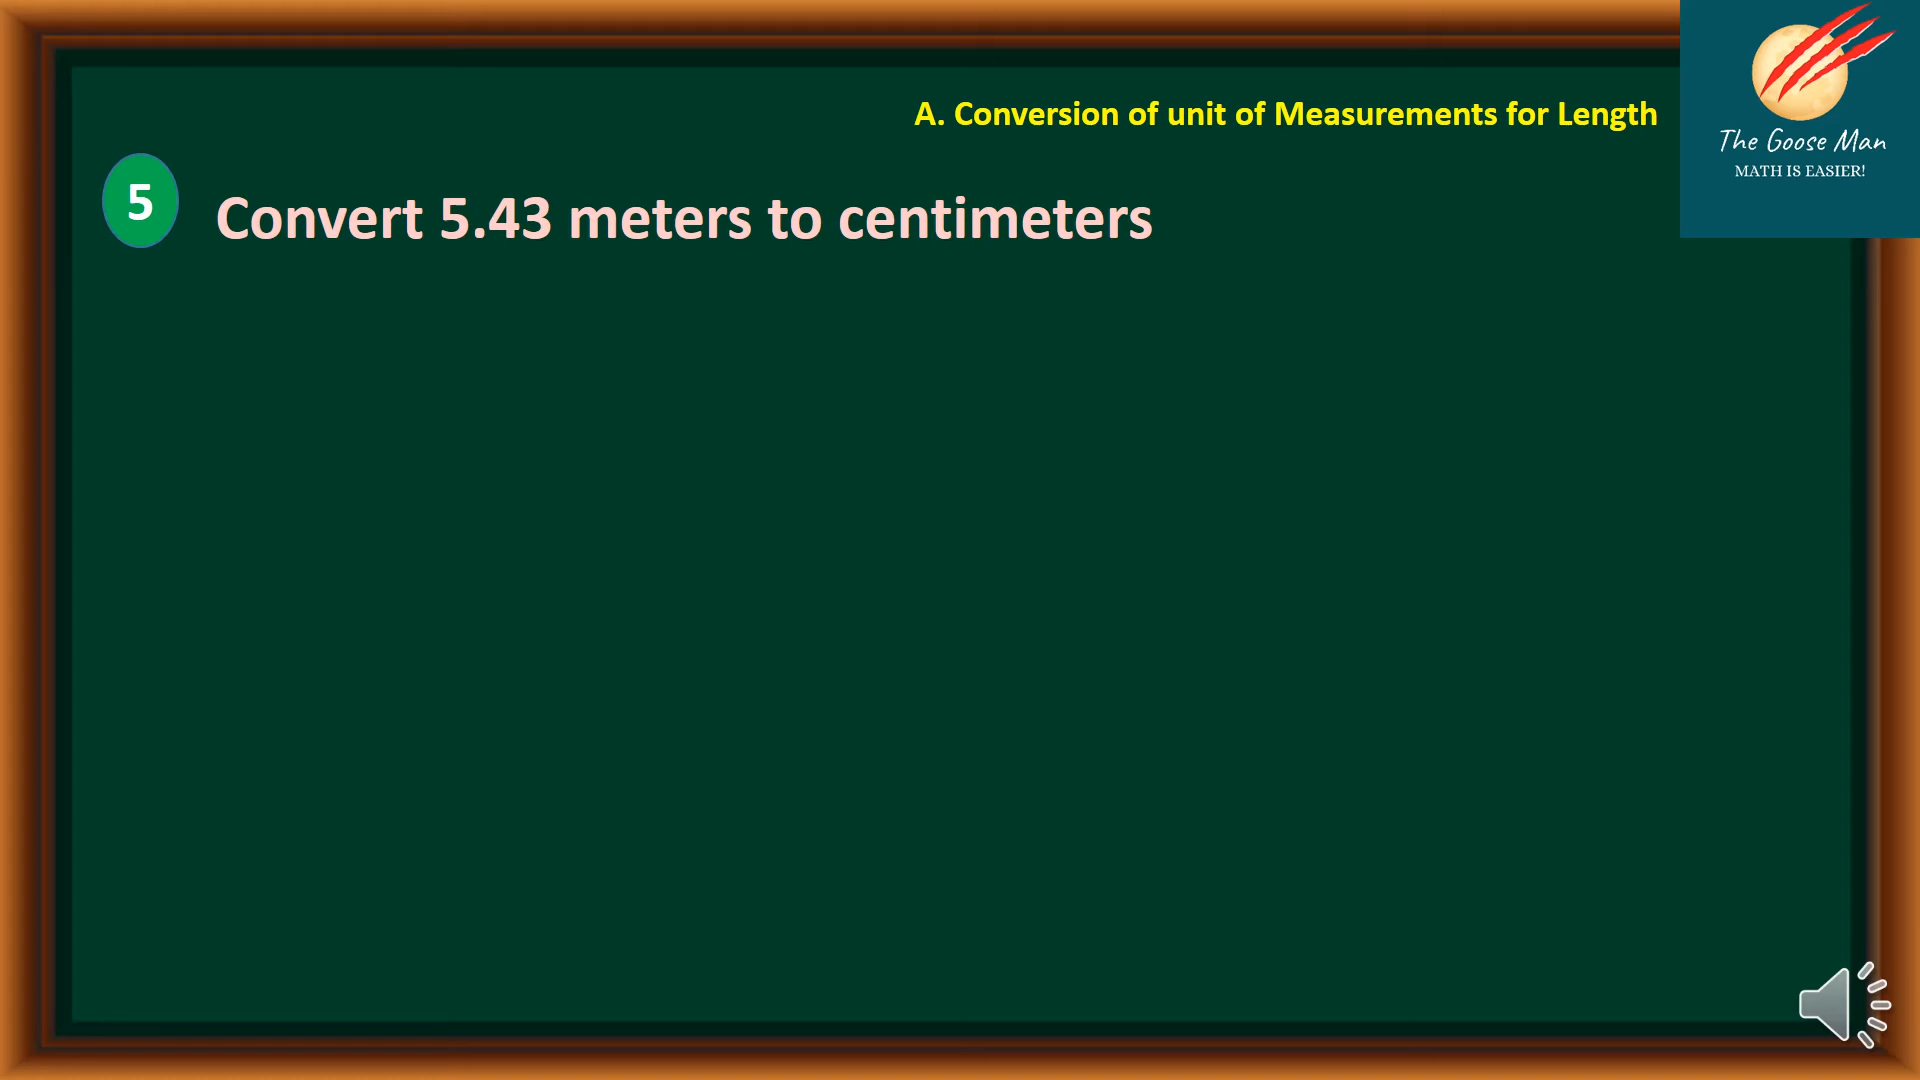 A. Conversion of unit of Measurements for Length
The Goose Man
MATH IS EASIER!
5
Convert 5.43 meters to centimeters